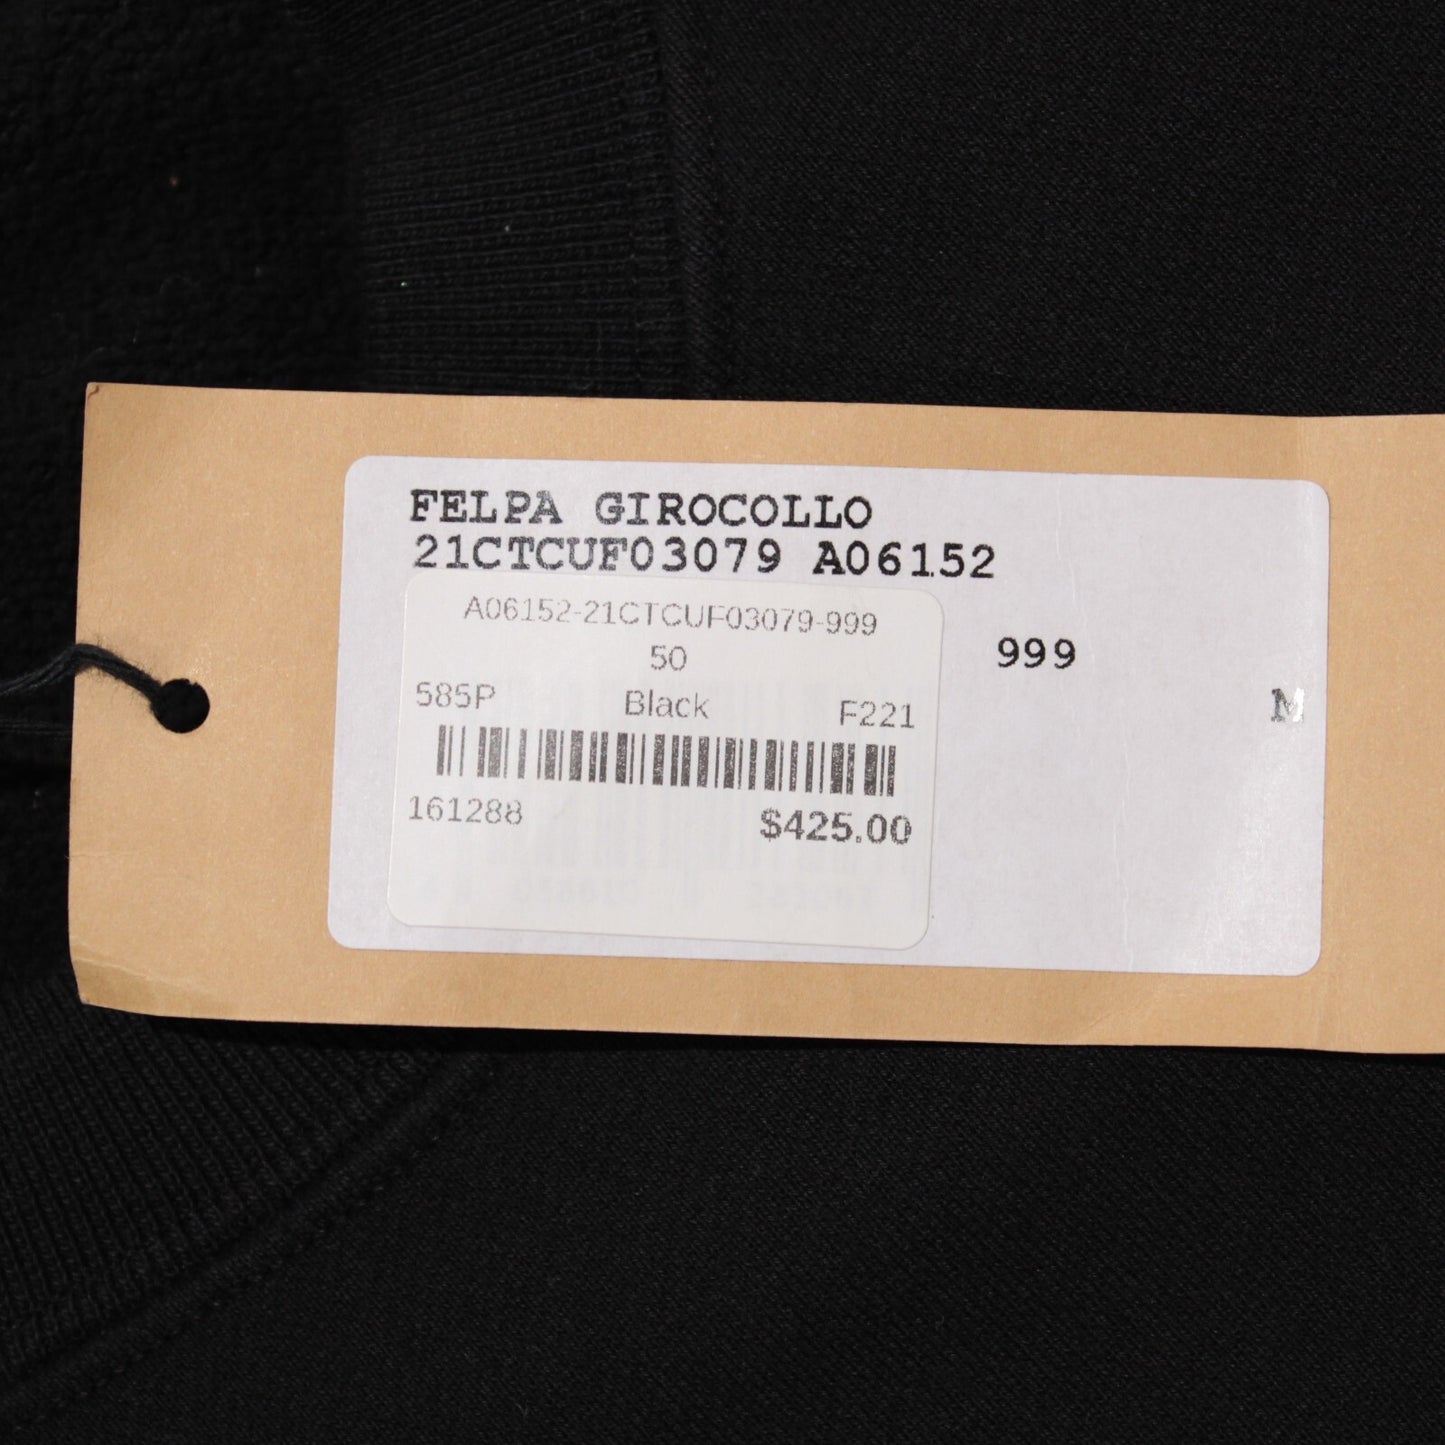 FELPA GIROCOLLO
21CTCUF03079 A06152
A06152-21CTCUF03079-999
50
999
585P Black F221
M
161288 $425.00